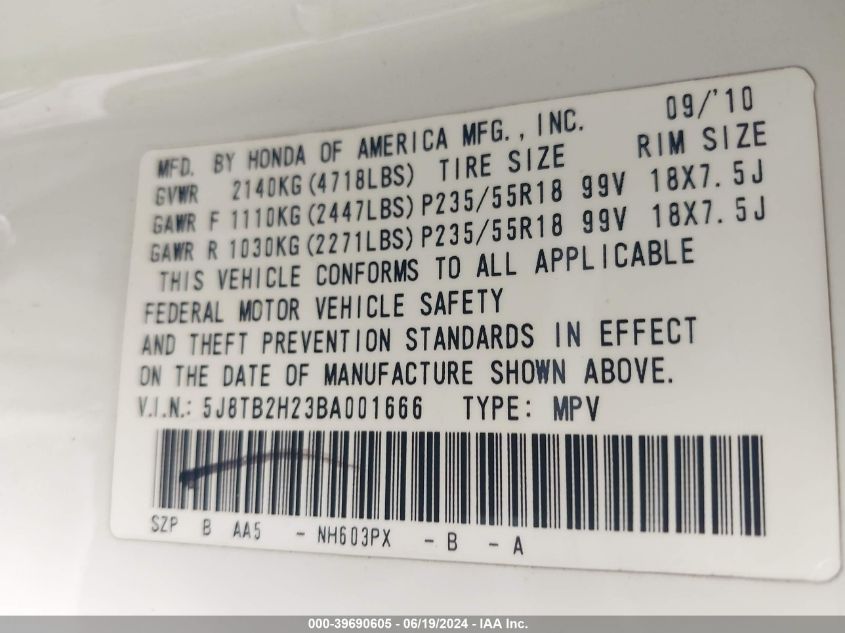 MFD. BY HONDA OF AMERICA MFG., INC. 09/'10
GVWR 2140KG(4718LBS) TIRE SIZE RIM SIZE
GAWR F 1110KG(2447LBS) P235/55R18 99V 18X7.5J
GAWR R 1030KG(2271LBS) P235/55R18 99V 18X7.5J
THIS VEHICLE CONFORMS TO ALL APPLICABLE
FEDERAL MOTOR VEHICLE SAFETY
AND THEFT PREVENTION STANDARDS IN EFFECT
ON THE DATE OF MANUFACTURE SHOWN ABOVE.
V.I.N.: 5J8TB2H23BA001666 TYPE: MPV
SZP B AA5 - NH603PX - B - A
000-39690605 - 06/19/2024 - IAA Inc.